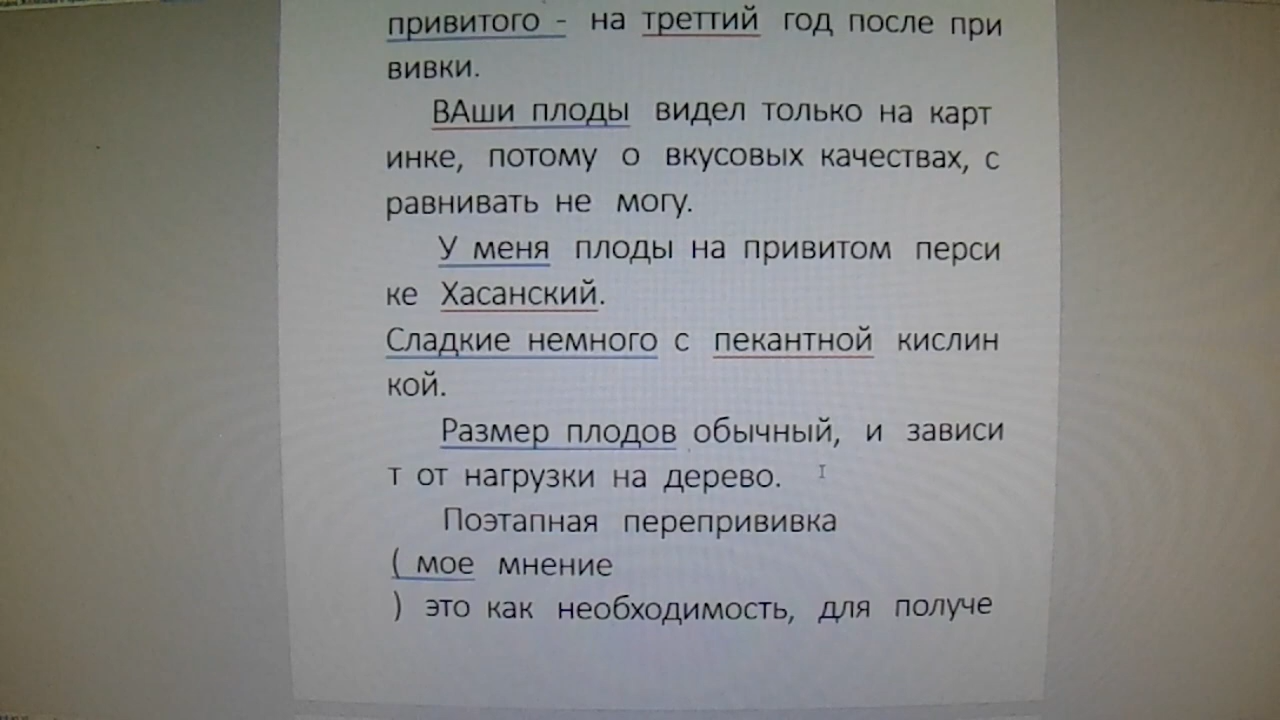 привитого - на треттий год после при
вивки.
ВАши плоды видел только на карт
инке, потому о вкусовых качествах, с
равнивать не могу.
У меня плоды на привитом перси
ке Хасанский.
Сладкие немного с пекантной кислин
кой.
Размер плодов обычный, и зависи
т от нагрузки на дерево.
Поэтапная перепрививка
( мое мнение
) это как необходимость, для получе